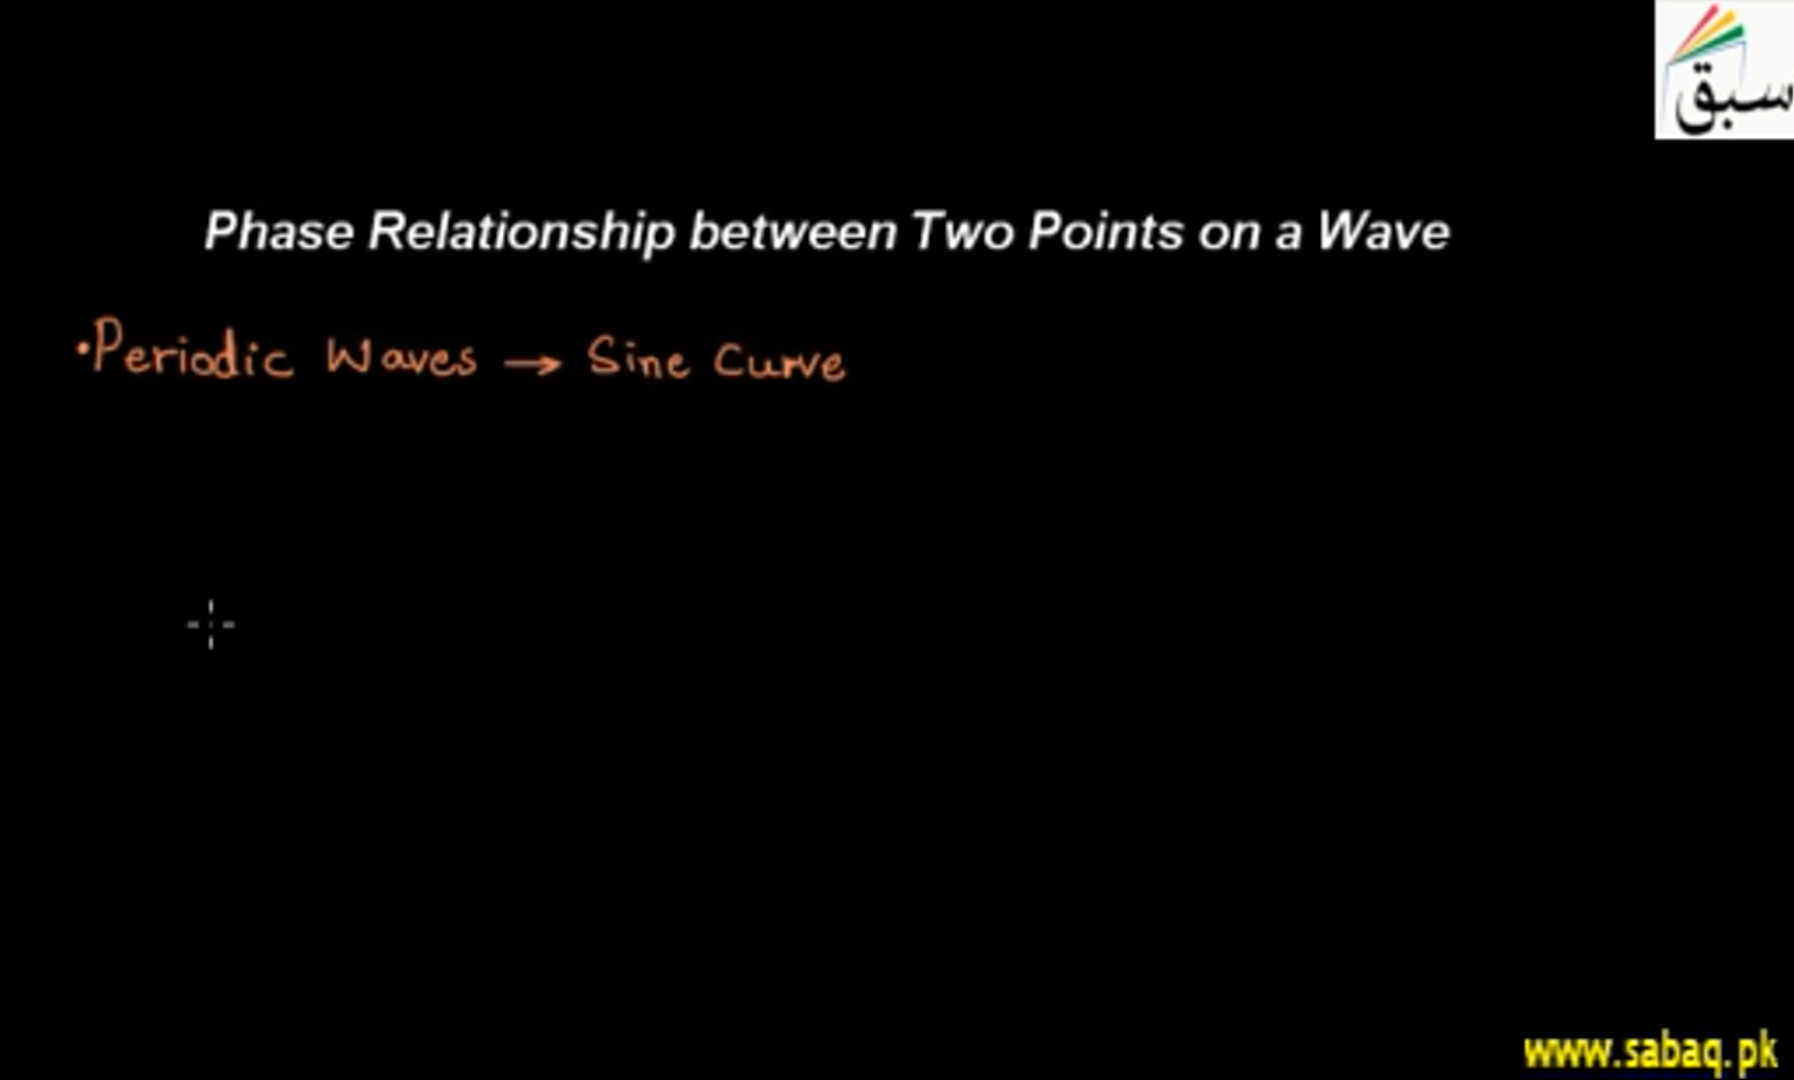 سبق
Phase Relationship between Two Points on a Wave
•Periodic Waves → Sine Curve
www.sabaq.pk